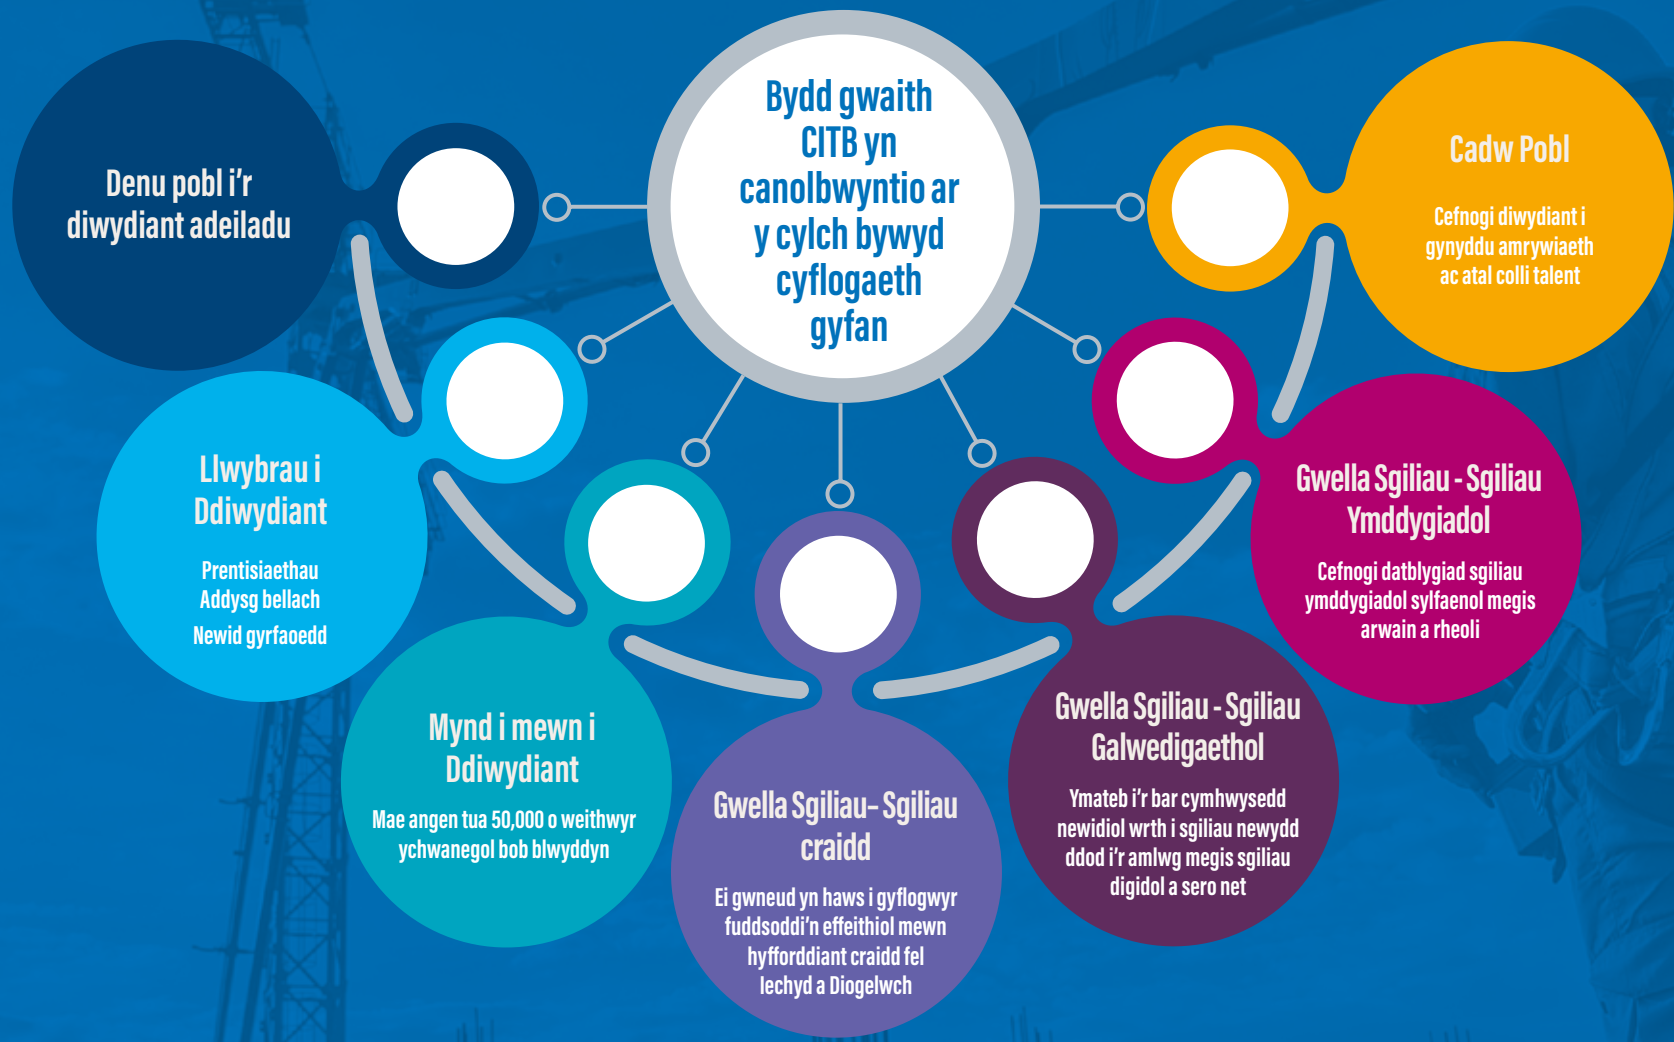 Bydd gwaith
CITB yn
canolbwyntio ar
y cylch bywyd
cyflogaeth
gyfan
Denu pobl i'r
diwydiant adeiladu
Llwybrau i
Ddiwydiant
Prentisiaethau
Addysg bellach
Newid gyrfaoedd
Mynd i mewn i
Ddiwydiant
Mae angen tua 50,000 o weithwyr
ychwanegol bob blwyddyn
Gwella Sgiliau- Sgiliau
craidd
Ei gwneud yn haws i gyflogwyr
fuddsoddi'n effeithiol mewn
hyfforddiant craidd fel
Iechyd a Diogelwch
Gwella Sgiliau - Sgiliau
Galwedigaethol
Ymateb i'r bar cymhwysedd
newidiol wrth i sgiliau newydd
ddod i'r amlwg megis sgiliau
digidol a sero net
Gwella Sgiliau - Sgiliau
Ymddygiadol
Cefnogi datblygiad sgiliau
ymddygiadol sylfaenol megis
arwain a rheoli
Cadw Pobl
Cefnogi diwydiant i
gynyddu amrywiaeth
ac atal colli talent